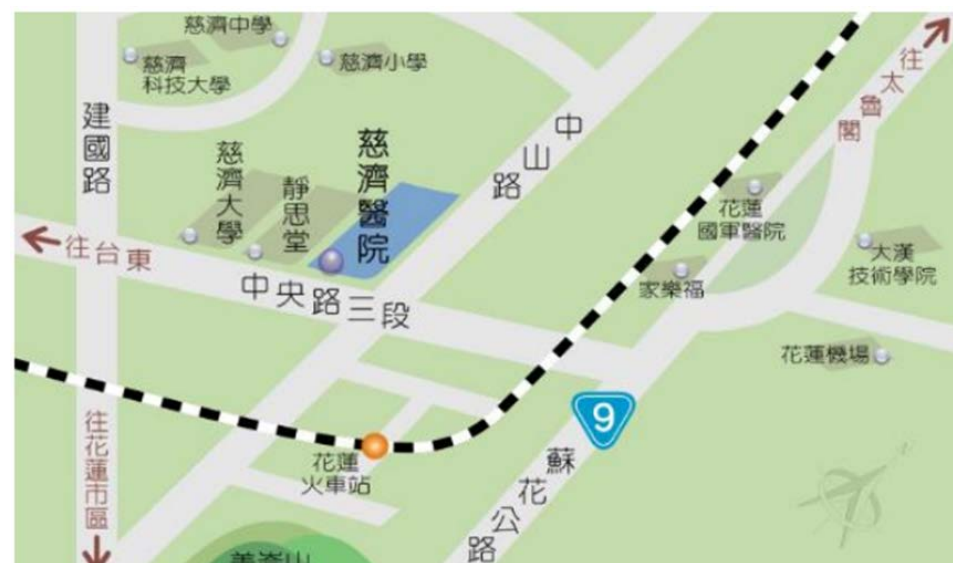 慈濟中學
慈濟
科技大學
慈濟小學
往太魯閣
建國路
中山路
慈濟大學
靜思堂
慈濟醫院
花蓮
國軍醫院
大漢
技術學院
往台東
中央路三段
家樂福
花蓮機場
9
往花蓮市區
花蓮
火車站
蘇花公路
美崙山